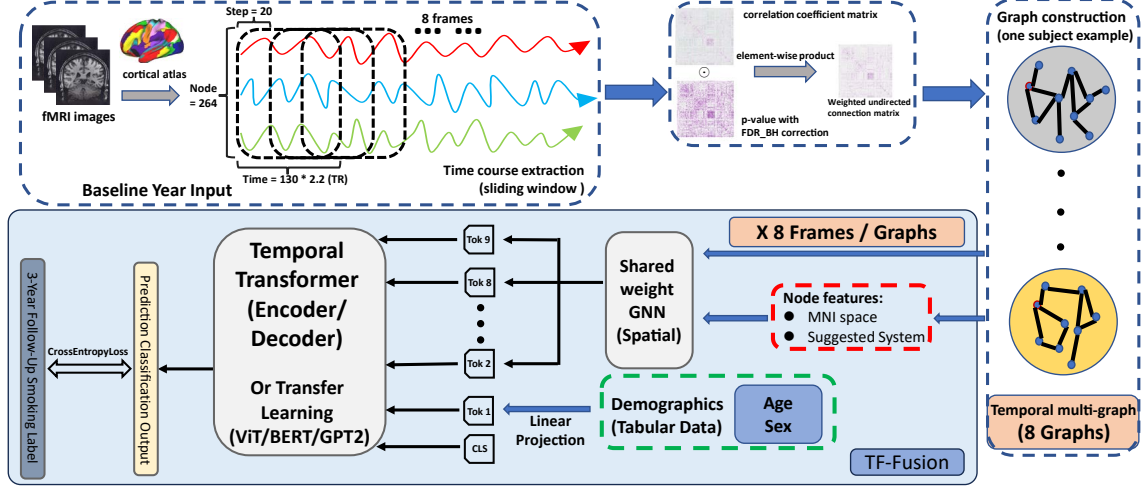 Step = 20
8 frames
cortical atlas
fMRI images
Node
= 264
Time = 130 * 2.2 (TR)
Time course extraction
(sliding window )
Baseline Year Input
correlation coefficient matrix
element-wise product
p-value with
FDR_BH correction
Weighted undirected
connection matrix
Graph construction
(one subject example)
Temporal multi-graph
(8 Graphs)
X 8 Frames / Graphs
Node features:
● MNI space
● Suggested System
Shared
weight
GNN
(Spatial)
Tok 9
Tok 8
Tok 2
Tok 1
CLS
Linear
Projection
Demographics
(Tabular Data)
Age
Sex
TF-Fusion
Temporal
Transformer
(Encoder/
Decoder)
Or Transfer
Learning
(ViT/BERT/GPT2)
Prediction Classification Output
CrossEntropyLoss
3-Year Follow-Up Smoking Label